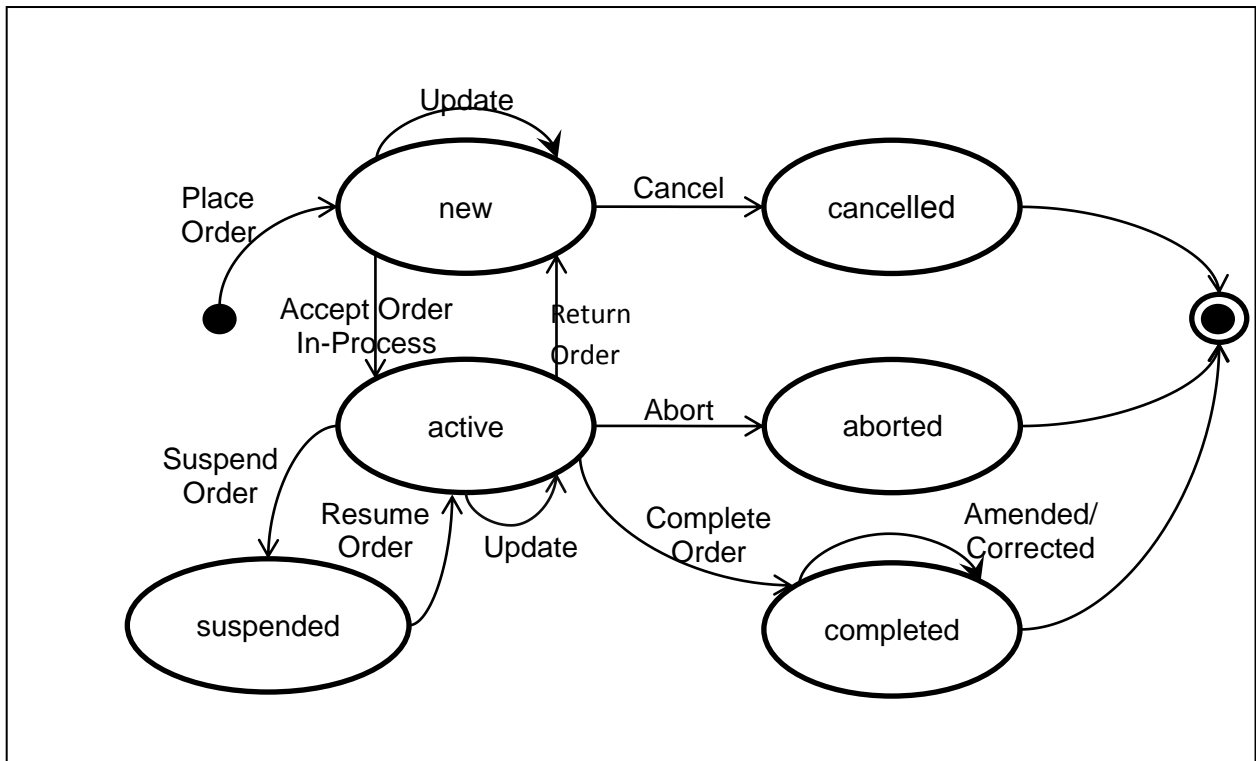 Update
Place
Order
new
Cancel
cancelled
Accept Order
In-Process
Return
Order
active
Abort
aborted
Suspend
Order
Resume
Order
Update
Complete
Order
Amended/
Corrected
suspended
completed